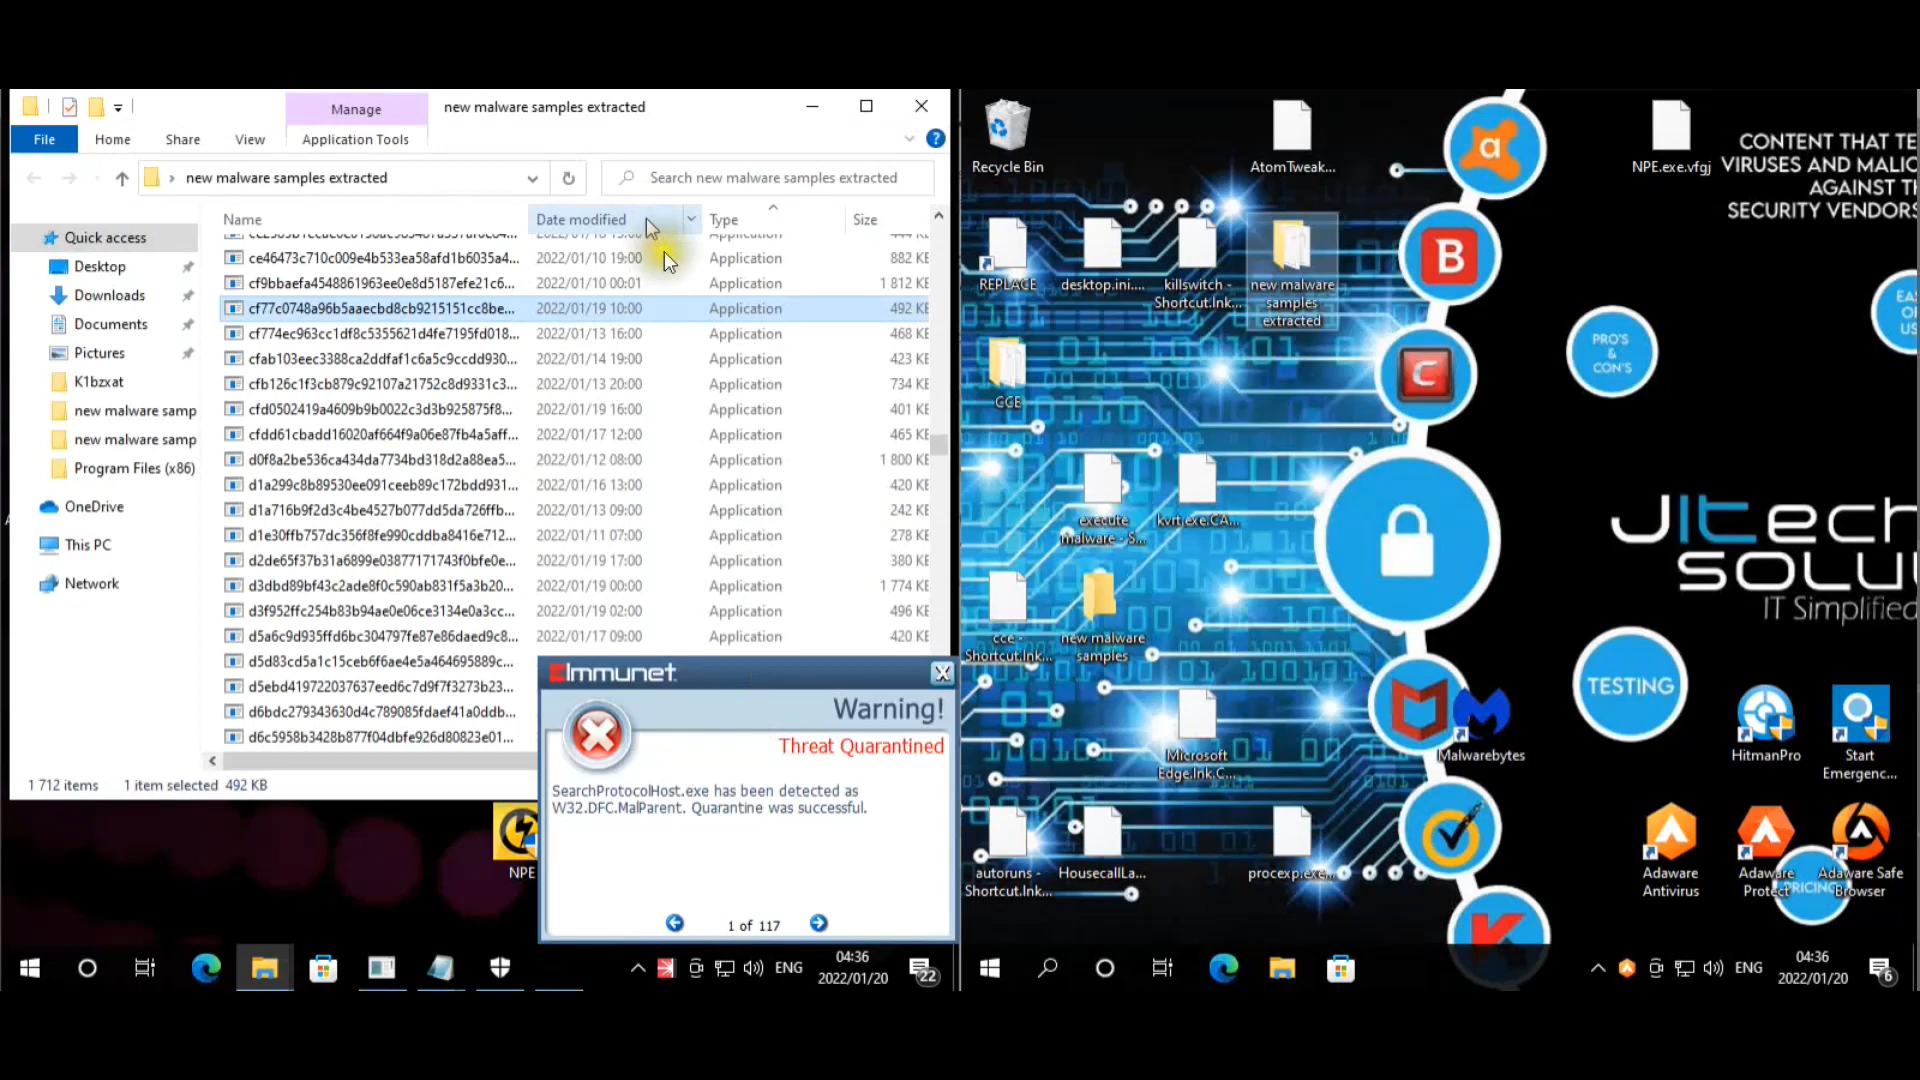 Manage
new malware samples extracted
File
Home
Share
View
Application Tools
new malware samples extracted
Search new malware samples extracted
Name
Date modified
Type
Size
Quick access
Desktop
Downloads
Documents
Pictures
K1bzxat
new malware samp
new malware samp
Program Files (x86)
OneDrive
This PC
Network
ce46473c710c009e4b533ea58afd1b6035a4... 2022/01/10 19:00 Application 882 KB
cf9bbaefa4548861963ee0e8d5187efe21c6... 2022/01/10 00:01 Application 1 812 KB
cf77c0748a96b5aaecbd8cb9215151cc8be... 2022/01/19 10:00 Application 492 KB
cf774ec963cc1df8c5355621d4fe7195fd018... 2022/01/13 16:00 Application 468 KB
cfab103eec3388ca2ddfaf1c6a5c9ccdd930... 2022/01/14 19:00 Application 423 KB
cfb126c1f3cb879c92107a21752c8d9331c3... 2022/01/13 20:00 Application 734 KB
cfd0502419a4609b9b0022c3d3b925875f8... 2022/01/19 16:00 Application 401 KB
cfdd61cbadd16020af664f9a06e87fb4a5aff... 2022/01/17 12:00 Application 465 KB
d0f8a2be536ca434da7734bd318d2a88ea5... 2022/01/12 08:00 Application 1 800 KB
d1a299c8b89530ee091ceeb89c172bdd931... 2022/01/16 13:00 Application 420 KB
d1a716b9f2d3c4be4527b077dd5da726ffb... 2022/01/13 09:00 Application 242 KB
d1e30ffb757dc356f8fe990cddba8416e712... 2022/01/11 07:00 Application 278 KB
d2de65f37b31a6899e03877171743f0bfe0e... 2022/01/19 17:00 Application 380 KB
d3dbd89bf43c2ade8f0c590ab831f5a3b20... 2022/01/19 00:00 Application 1 774 KB
d3f952ffc254b83b94ae0e06ce3134e0a3cc... 2022/01/19 02:00 Application 496 KB
d5a6c9d935ffd6bc304797fe87e86daed9c8... 2022/01/17 09:00 Application 420 KB
d5d83cd5a1c15ceb6f6ae4e5a464695889c...
d5ebd419722037637eed6c7d9f7f3273b23...
d6bdc279343630d4c789085fdaef41a0ddb...
d6c5958b3428b877f04dbfe926d80823e01...
1 712 items 1 item selected 492 KB
Immunet
Warning!
Threat Quarantined
SearchProtocolHost.exe has been detected as
W32.DFC.MalParent. Quarantine was successful.
1 of 117
NPE
ENG
04:36
2022/01/20
22
Recycle Bin
AtomTweak...
NPE.exe.vfgj
CONTENT THAT TE
VIRUSES AND MALIC
AGAINST TH
SECURITY VENDORS
REPLACE
desktop.ini....
killswitch -
Shortcut.lnk...
new malware
samples
extracted
PRO'S
&
CON'S
EAS
OF
US
CCE
execute
malware - S...
kvrt.exe.CA...
JITech
SOLU
IT Simplified
cce -
Shortcut.lnk...
new malware
samples
TESTING
Microsoft
Edge.lnk.C...
Malwarebytes
HitmanPro
Start
Emergenc...
autoruns -
Shortcut.lnk...
HousecallLa...
procexp.exe...
Adaware
Antivirus
Adaware
Protect
Adaware Safe
Browser
PRICING
ENG
04:36
2022/01/20
6